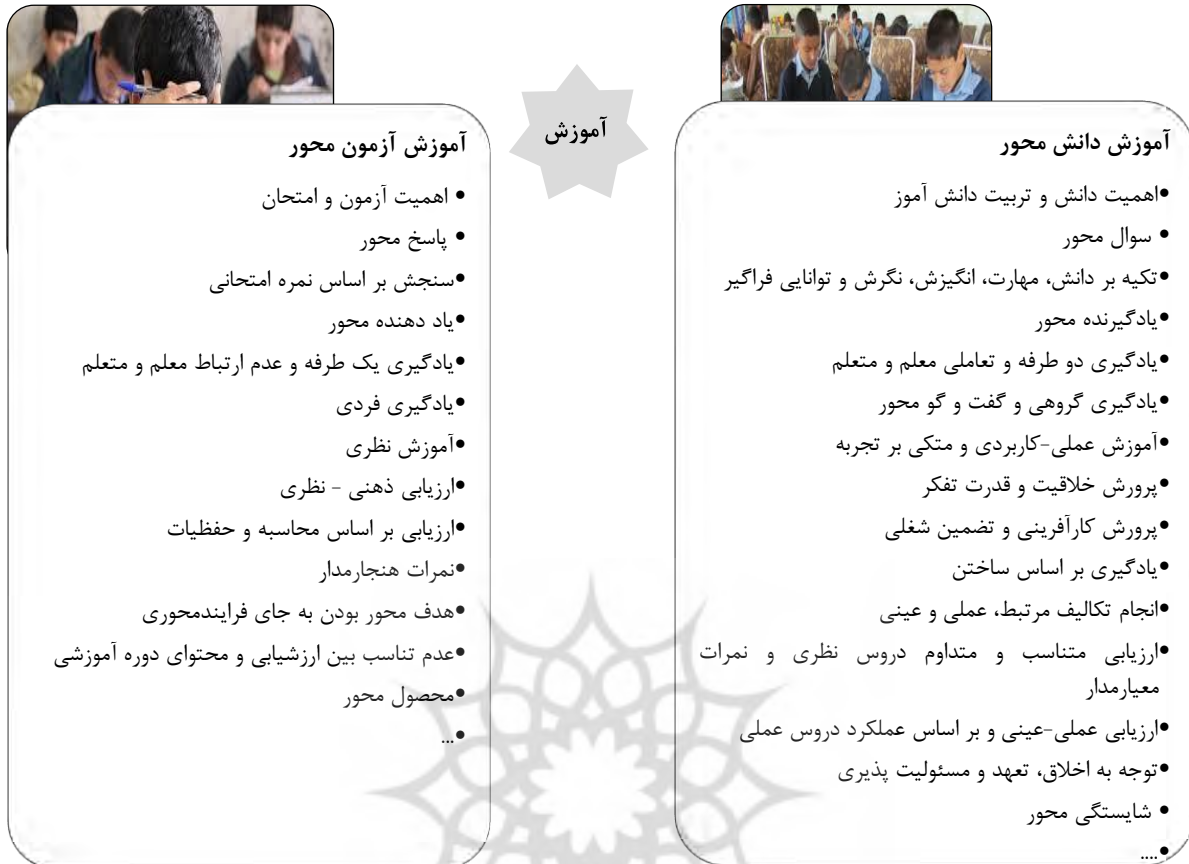 آموزش دانش محور
•اهمیت دانش و تربیت دانش آموز
• سوال محور
•تکیه بر دانش، مهارت، انگیزش، نگرش و توانایی فراگیر
•یادگیرنده محور
•یادگیری دو طرفه و تعاملی معلم و متعلم
•یادگیری گروهی و گفت و گو محور
•آموزش عملی-کاربردی و متکی بر تجربه
•پرورش خلاقیت و قدرت تفکر
•پرورش کارآفرینی و تضمین شغلی
•یادگیری بر اساس ساختن
•انجام تکالیف مرتبط، عملی و عینی
•ارزیابی متناسب و متداوم دروس نظری و نمرات
معیارمدار
•ارزیابی عملی-عینی و بر اساس عملکرد دروس عملی
•توجه به اخلاق، تعهد و مسئولیت پذیری
• شایستگی محور
•....
آموزش
آموزش آزمون محور
• اهمیت آزمون و امتحان
• پاسخ محور
•سنجش بر اساس نمره امتحانی
•یاد دهنده محور
•یادگیری یک طرفه و عدم ارتباط معلم و متعلم
•یادگیری فردی
•آموزش نظری
•ارزیابی ذهنی - نظری
•ارزیابی بر اساس محاسبه و حفظیات
•نمرات هنجارمدار
•هدف محور بودن به جای فرایندمحوری
•عدم تناسب بین ارزشیابی و محتوای دوره آموزشی
•محصول محور
•...